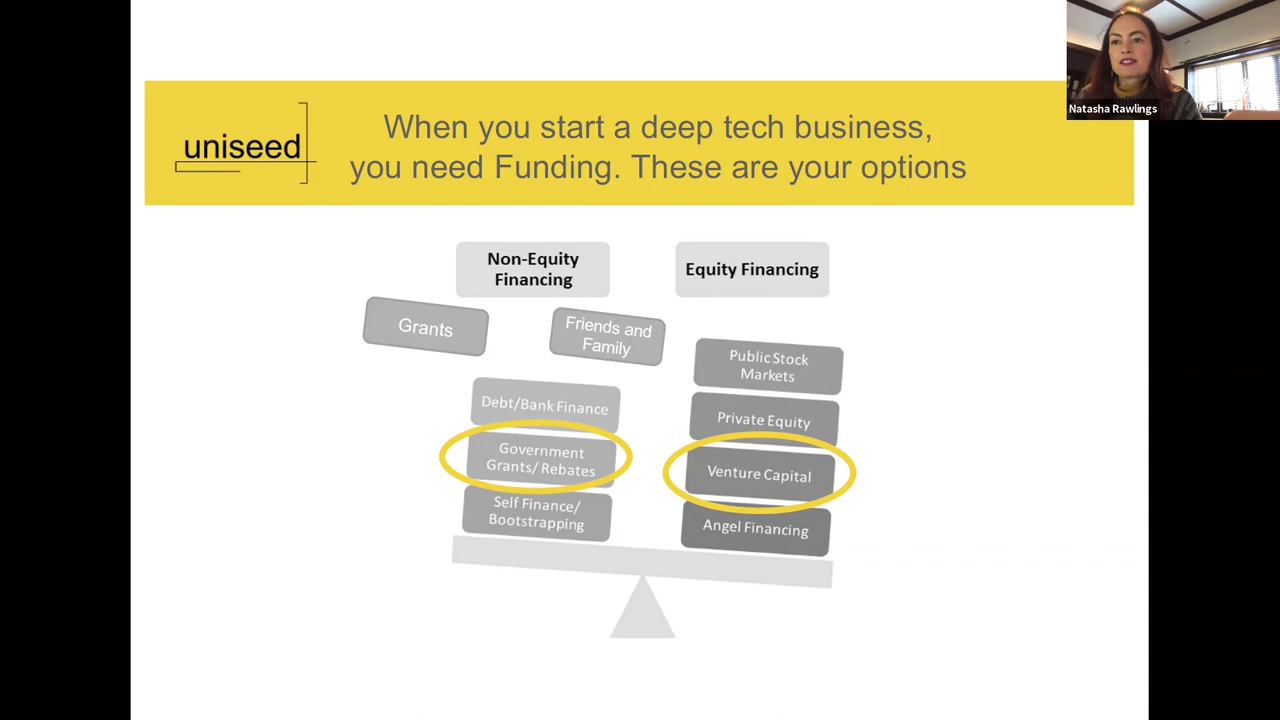 Natasha Rawlings
uniseed
When you start a deep tech business,
you need Funding. These are your options
Non-Equity
Financing
Equity Financing
Grants
Friends and
Family
Public Stock
Markets
Debt/Bank Finance
Private Equity
Government
Grants/ Rebates
Venture Capital
Self Finance/
Bootstrapping
Angel Financing